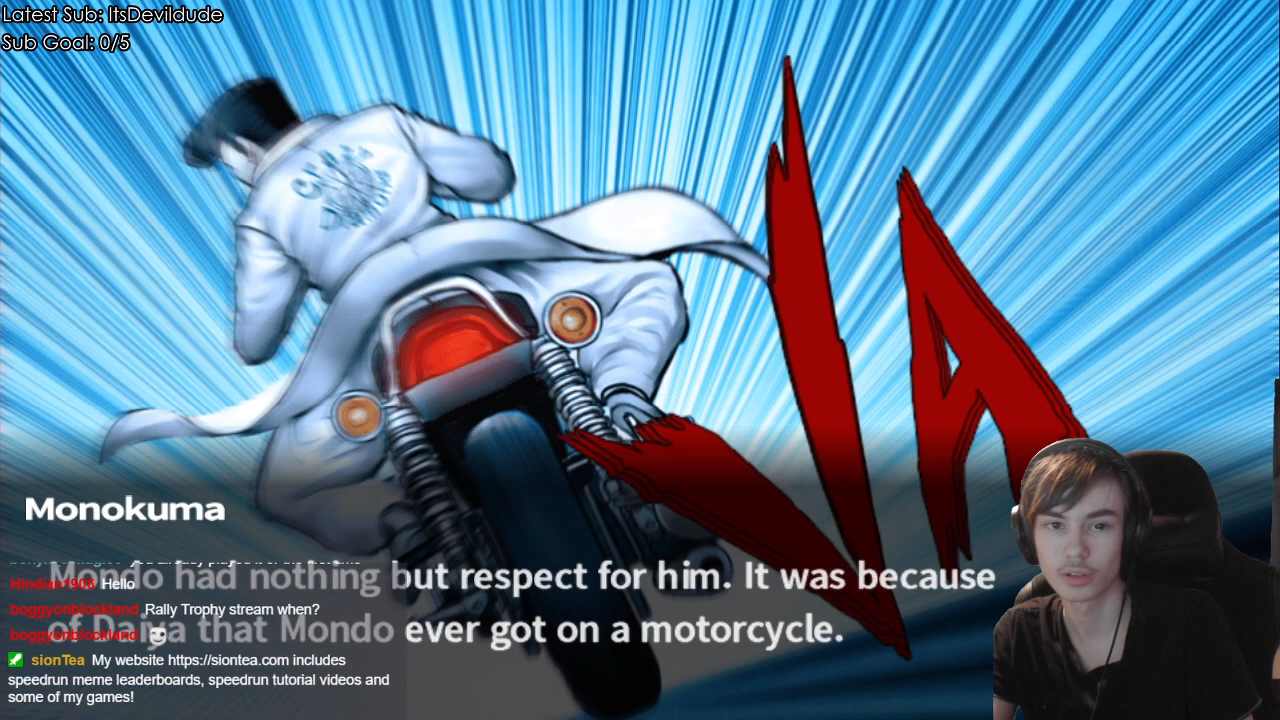 Latest Sub: ItsDevildude
Sub Goal: 0/5
Monokuma
Mondo had nothing but respect for him. It was because
of Daiya that Mondo ever got on a motorcycle.
Hindian1906 Hello
boggyonblockland Rally Trophy stream when?
boggyonblockland
sionTea My website https://siontea.com includes
speedrun meme leaderboards, speedrun tutorial videos and
some of my games!